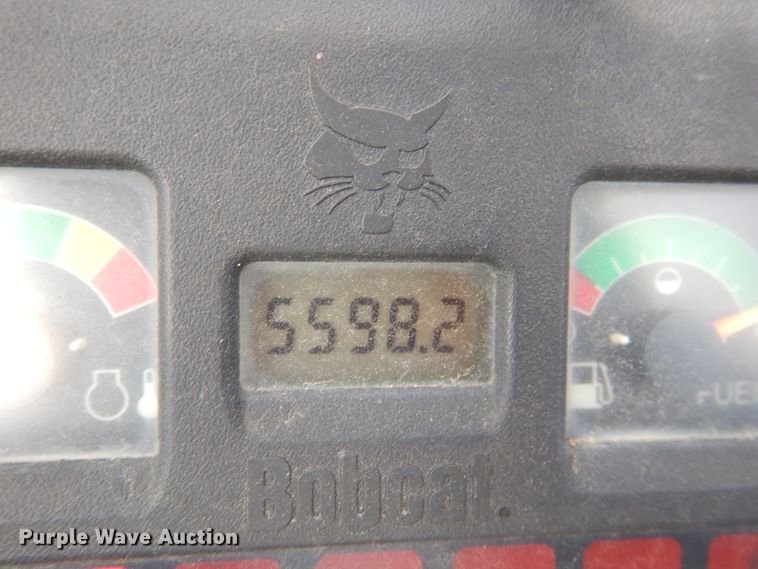 5598.2
FUEL
Bobcat.
Purple Wave Auction